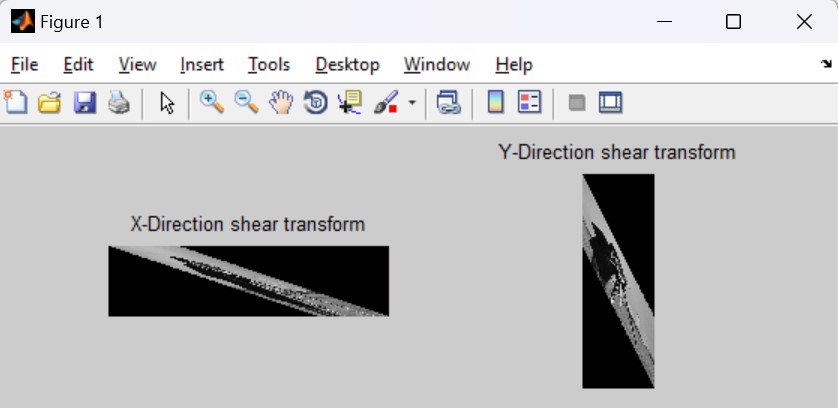 Figure 1
File Edit View Insert Tools Desktop Window Help
Y-Direction shear transform
X-Direction shear transform